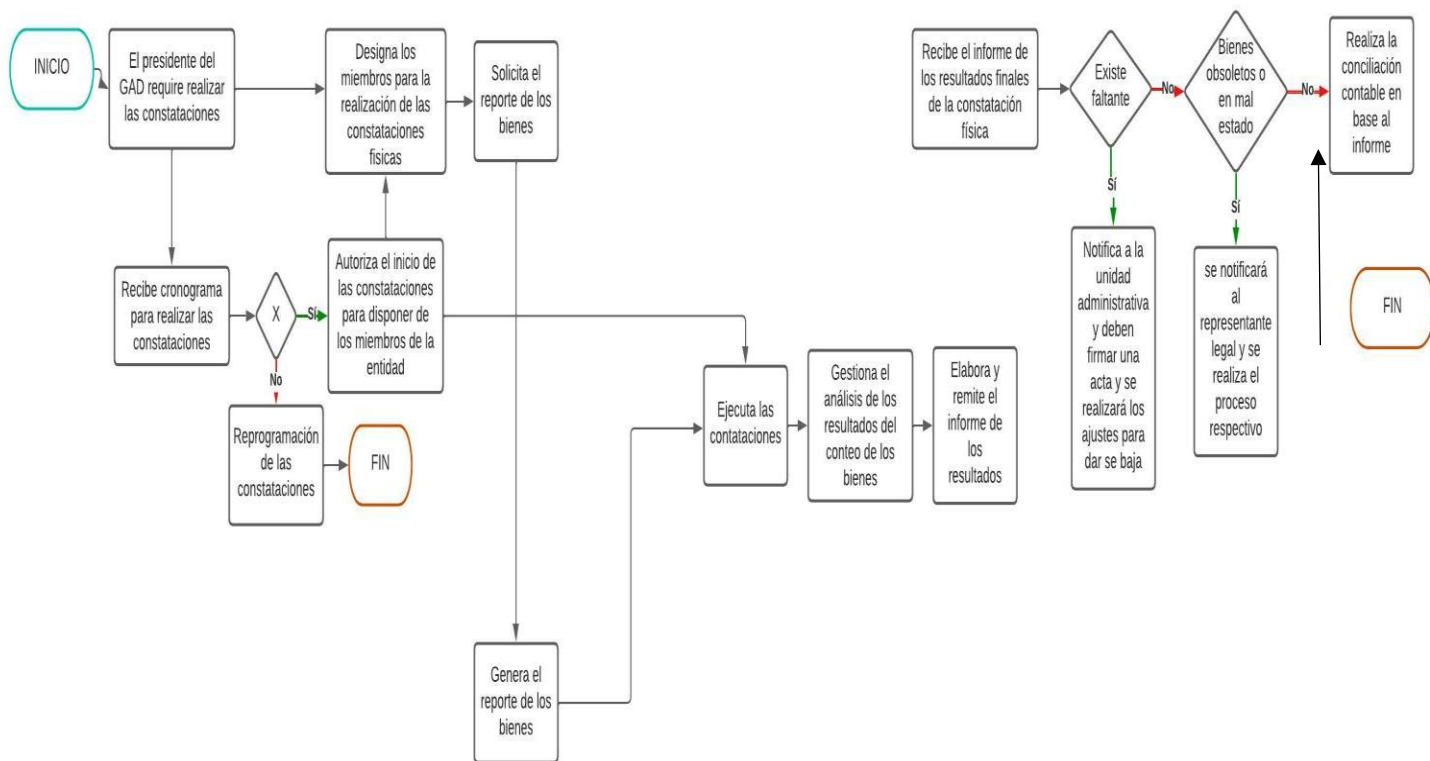 INICIO
El presidente del
GAD require realizar
las constataciones
Designa los
miembros para la
realización de las
constataciones
físicas
Solicita el
reporte de los
bienes
Recibe el informe de
los resultados finales
de la constatación
física
Existe
faltante
No
Bienes
obsoletos o
en mal
estado
No
Realiza la
conciliación
contable en
base al
informe
Sí
Sí
Recibe cronograma
para realizar las
constataciones
X
Sí
Autoriza el inicio de
las constataciones
para disponer de
los miembros de la
entidad
No
Reprogramación
de las
constataciones
FIN
Ejecuta las
contataciones
Gestiona el
análisis de los
resultados del
conteo de los
bienes
Elabora y
remite el
informe de
los
resultados
Notifica a la
unidad
administrativa
y deben
firmar una
acta y se
realizará los
ajustes para
dar se baja
se notificará
al
representante
legal y se
realiza el
proceso
respectivo
FIN
Genera el
reporte de los
bienes